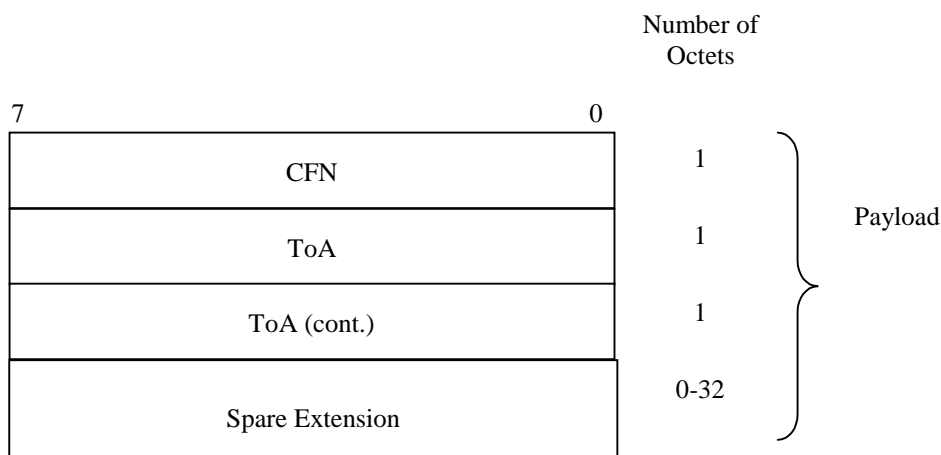 Number of
Octets
7 0
CFN 1
ToA 1
Payload
ToA (cont.) 1
Spare Extension 0-32